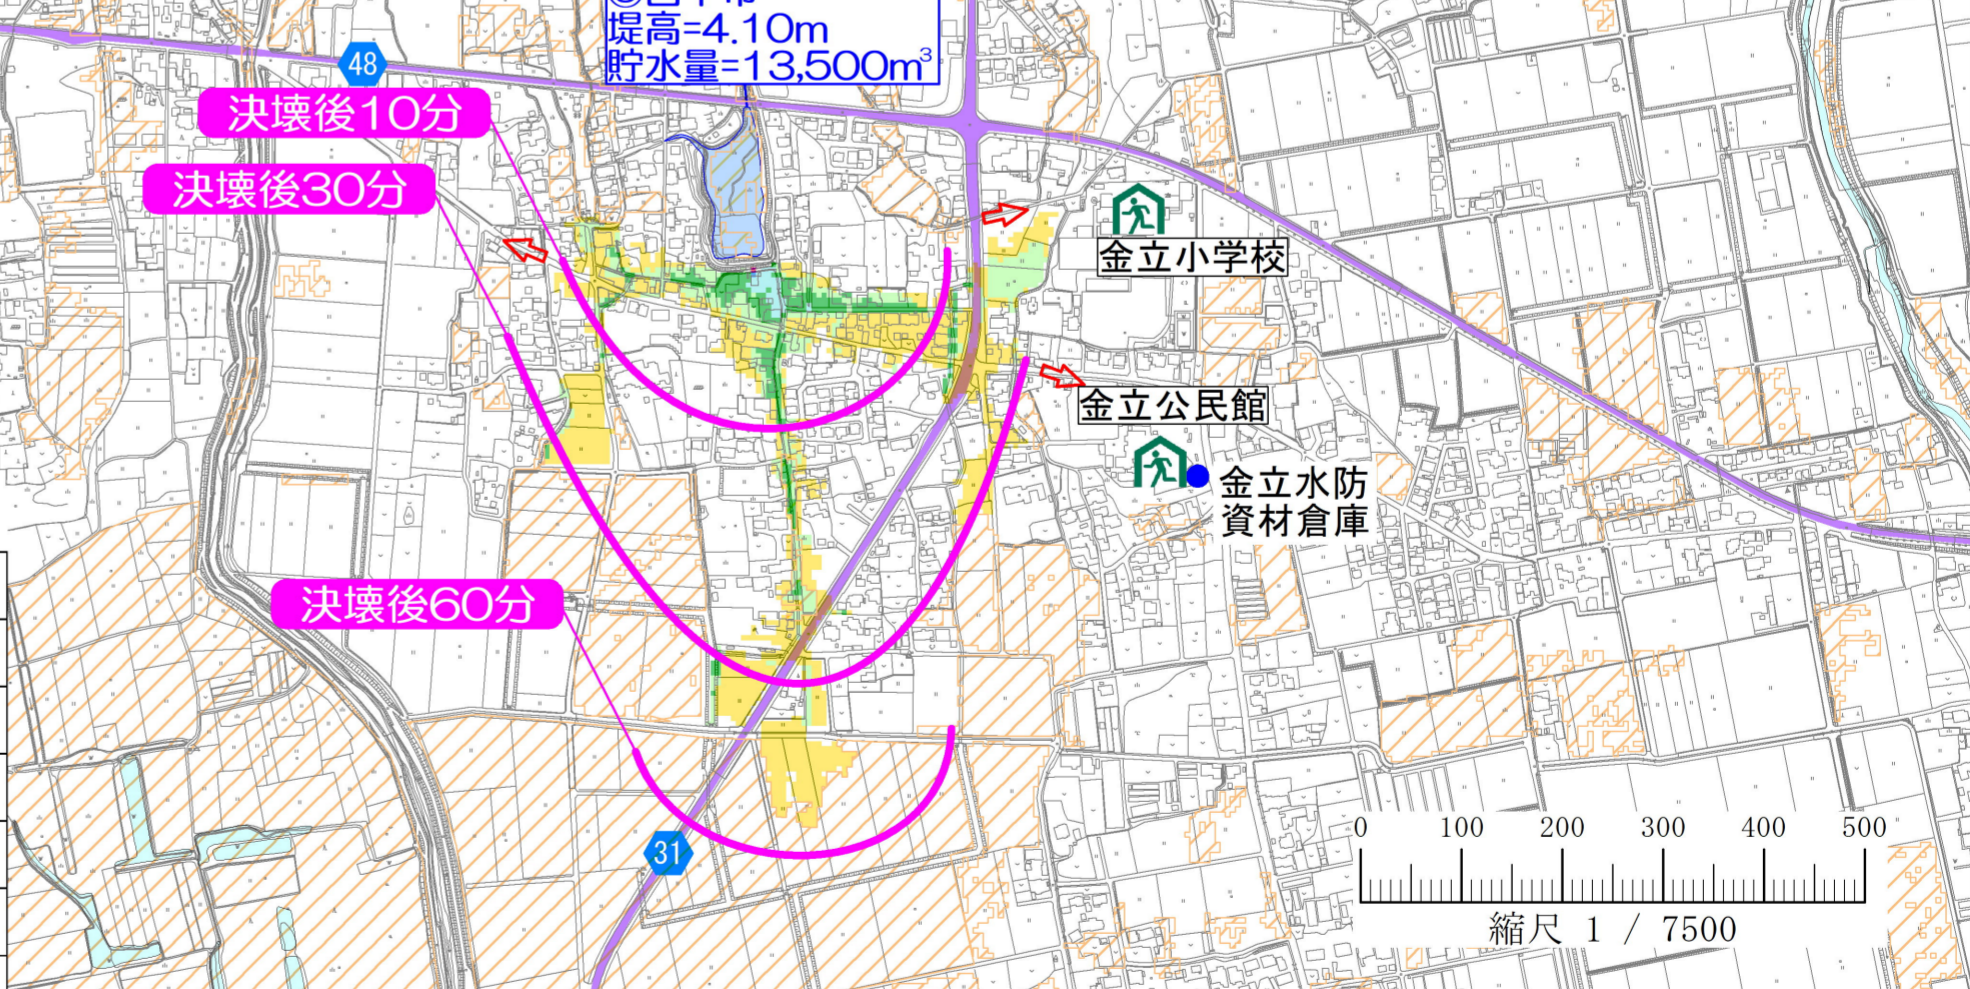 堤高=4.10m
貯水量=13,500m³
48
決壊後10分
決壊後30分
金立小学校
金立公民館
金立水防
資材倉庫
決壊後60分
31
0 100 200 300 400 500
縮尺 1 / 7500